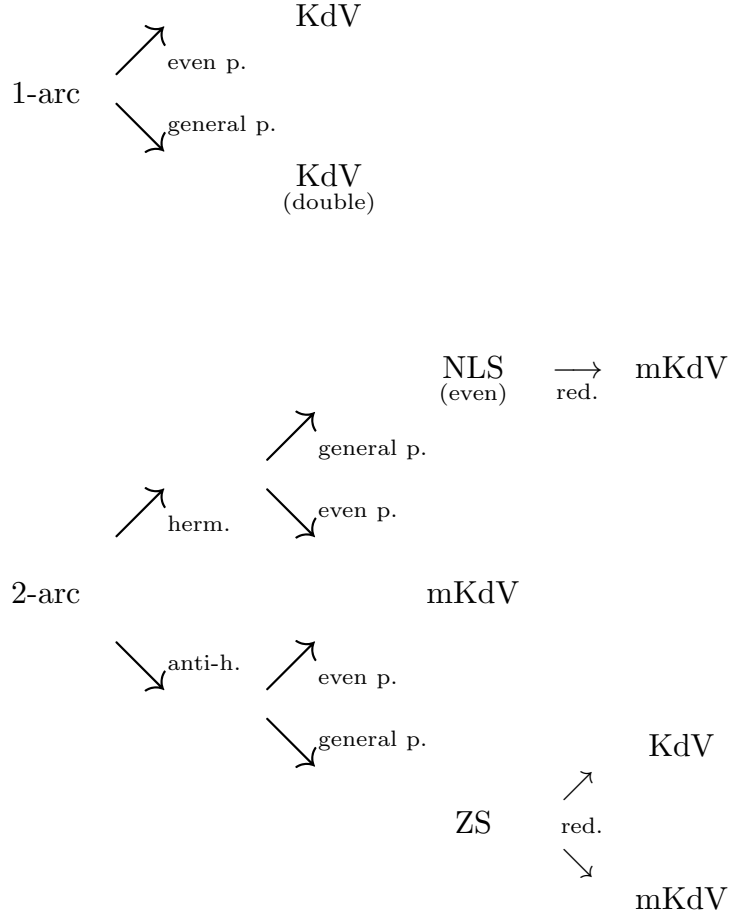 KdV
even p.
1-arc
general p.
KdV
(double)
NLS
(even)
red.
mKdV
general p.
even p.
herm.
2-arc
mKdV
anti-h.
even p.
general p.
KdV
ZS
red.
mKdV